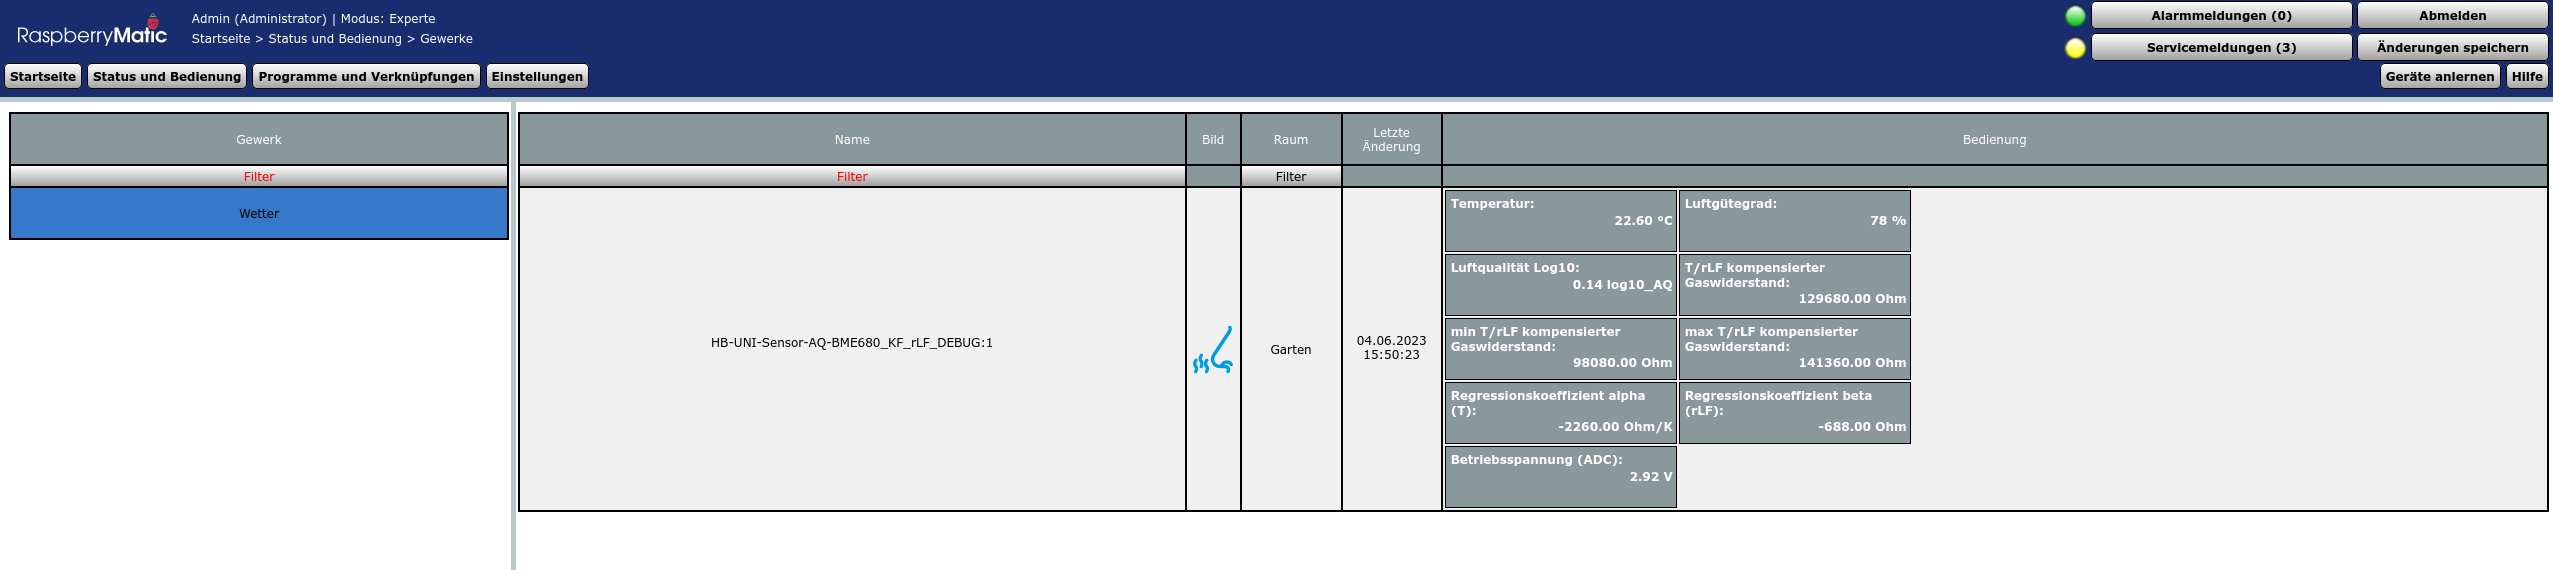 RaspberryMatic
Admin (Administrator) | Modus: Experte
Startseite > Status und Bedienung > Gewerke
Alarmmeldungen (0)
Abmelden
Servicemeldungen (3)
Änderungen speichern
Startseite
Status und Bedienung
Programme und Verknüpfungen
Einstellungen
Geräte anlernen
Hilfe
Gewerk
Filter
Wetter
Name
Bild
Raum
Letzte
Änderung
Bedienung
Filter
Filter
HB-UNI-Sensor-AQ-BME680_KF_rLF_DEBUG:1
Garten
04.06.2023
15:50:23
Temperatur:
22.60 °C
Luftgütegrad:
78 %
Luftqualität Log10:
0.14 log10_AQ
T/rLF kompensierter
Gaswiderstand:
129680.00 Ohm
min T/rLF kompensierter
Gaswiderstand:
98080.00 Ohm
max T/rLF kompensierter
Gaswiderstand:
141360.00 Ohm
Regressionskoeffizient alpha
(T):
-2260.00 Ohm/K
Regressionskoeffizient beta
(rLF):
-688.00 Ohm
Betriebsspannung (ADC):
2.92 V